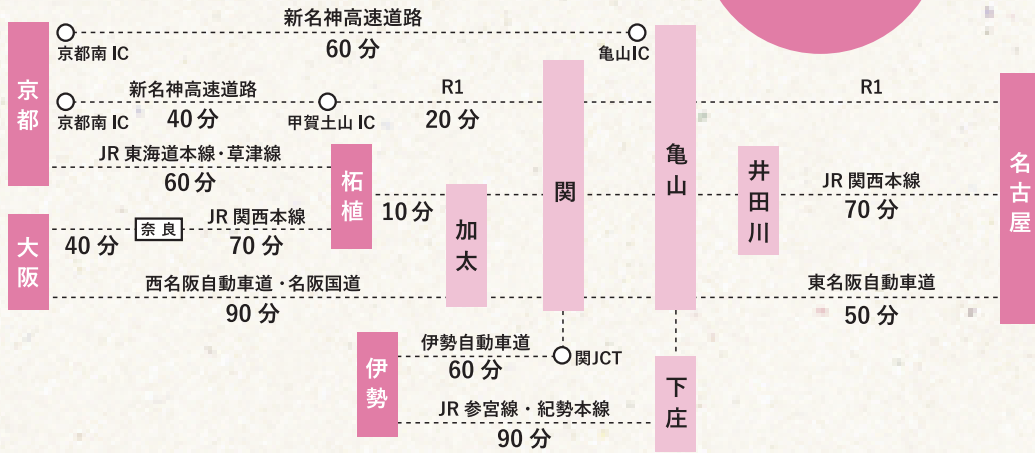 新名神高速道路
60 分
京都南 IC
亀山IC
京都
新名神高速道路
40 分
京都南 IC
甲賀土山 IC
R1
20 分
R1
JR 東海道本線・草津線
60 分
柘植
10 分
加太
関
亀山
井田川
JR 関西本線
70 分
名古屋
大阪
40 分
奈良
JR 関西本線
70 分
西名阪自動車道・名阪国道
90 分
東名阪自動車道
50 分
伊勢
伊勢自動車道
60 分
関JCT
JR 参宮線・紀勢本線
90 分
下庄